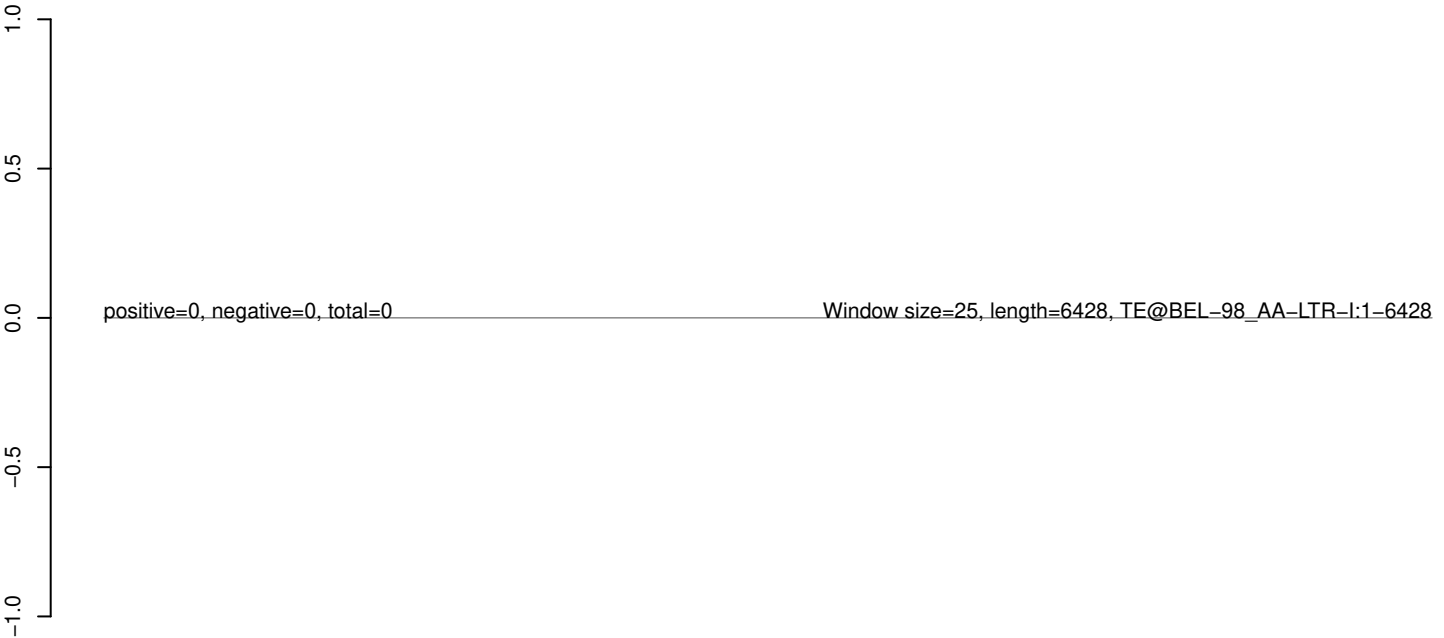 1.0
0.5
0.0
−0.5
−1.0
positive=0, negative=0, total=0
Window size=25, length=6428, TE@BEL−98_AA−LTR−I:1−6428